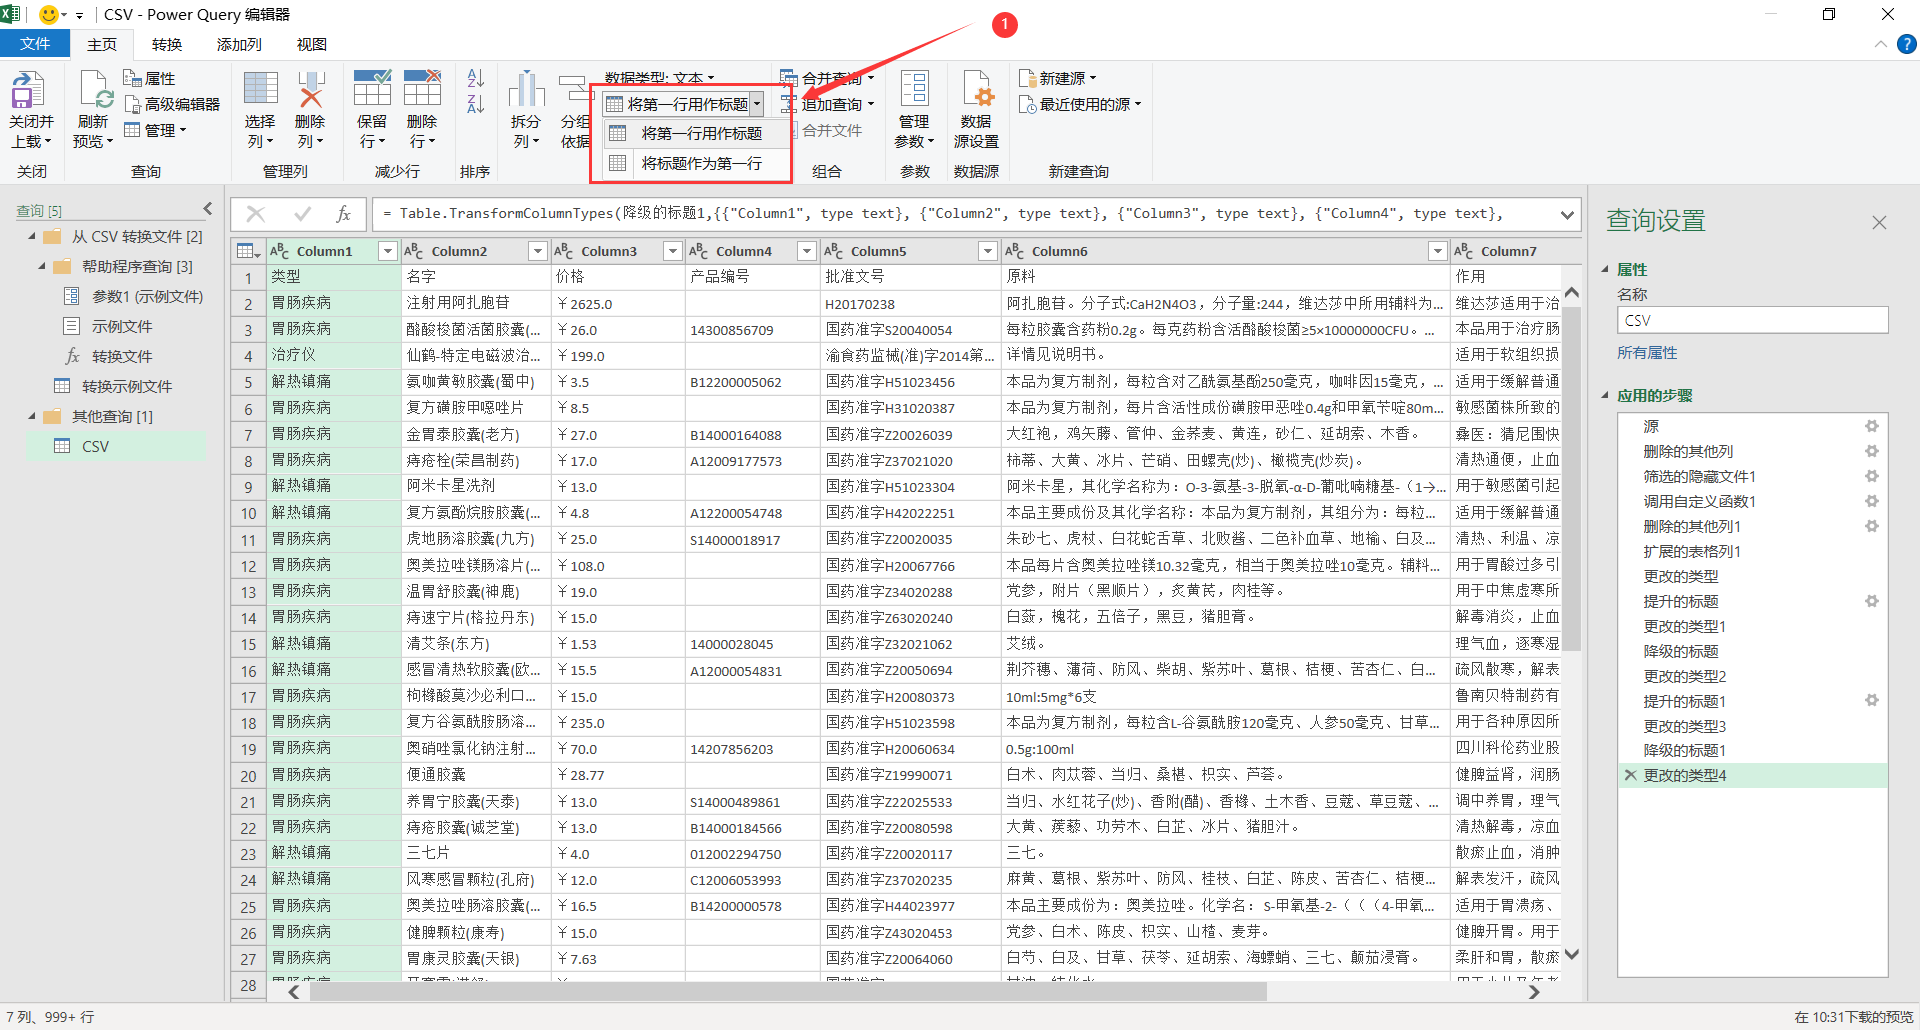 CSV - Power Query 编辑器
1
文件 主页 转换 添加列 视图
关闭并上载 刷新预览 属性 高级编辑器 管理 选择列 删除列 保留行 删除行 拆分列 分组依据 数据类型: 文本 将第一行用作标题 合并查询 追加查询 合并文件 管理参数 数据源设置 新建源 最近使用的源
将第一行用作标题
将标题作为第一行
关闭 查询 管理列 减少行 排序 组合 参数 数据源 新建查询
查询 [5]
从 CSV 转换文件 [2]
帮助程序查询 [3]
参数1 (示例文件)
示例文件
fx 转换文件
转换示例文件
其他查询 [1]
CSV
fx = Table.TransformColumnTypes(降级的标题1,{{"Column1", type text}, {"Column2", type text}, {"Column3", type text}, {"Column4", type text},
Column1 Column2 Column3 Column4 Column5 Column6 Column7
1 类型 名字 价格 产品编号 批准文号 原料 作用
2 胃肠疾病 注射用阿扎胞苷 ￥2625.0 H20170238 阿扎胞苷。分子式:CaH2N4O3，分子量:244，维达莎中所用辅料为... 维达莎适用于治
3 胃肠疾病 酪酸梭菌活菌胶囊(... ￥26.0 14300856709 国药准字S20040054 每粒胶囊含药粉0.2g。每克药粉含活酪酸梭菌≥5×10000000CFU。... 本品用于治疗肠
4 治疗仪 仙鹤-特定电磁波治... ￥199.0 渝食药监械(准)字2014第... 详情见说明书。 适用于软组织损
5 解热镇痛 氨咖黄敏胶囊(蜀中) ￥3.5 B12200005062 国药准字H51023456 本品为复方制剂，每粒含对乙酰氨基酚250毫克，咖啡因15毫克，... 适用于缓解普通
6 胃肠疾病 复方磺胺甲噁唑片 ￥8.5 国药准字H31020387 本品为复方制剂，每片含活性成份磺胺甲恶唑0.4g和甲氧苄啶80m... 敏感菌株所致的
7 胃肠疾病 金胃泰胶囊(老方) ￥27.0 B14000164088 国药准字Z20026039 大红袍，鸡矢藤、管仲、金荞麦、黄连，砂仁、延胡索、木香。 彝医：猜尼围快
8 胃肠疾病 痔疮栓(荣昌制药) ￥17.0 A12009177573 国药准字Z37021020 柿蒂、大黄、冰片、芒硝、田螺壳(炒)、橄榄壳(炒炭)。 清热通便，止血
9 解热镇痛 阿米卡星洗剂 ￥13.0 国药准字H51023304 阿米卡星，其化学名称为：O-3-氨基-3-脱氧-α-D-葡吡喃糖基-（1→... 用于敏感菌引起
10 解热镇痛 复方氨酚烷胺胶囊(... ￥4.8 A12200054748 国药准字H42022251 本品主要成份及其化学名称：本品为复方制剂，其组分为：每粒... 适用于缓解普通
11 胃肠疾病 虎地肠溶胶囊(九方) ￥25.0 S14000018917 国药准字Z20020035 朱砂七、虎杖、白花蛇舌草、北败酱、二色补血草、地榆、白及... 清热、利温、凉
12 胃肠疾病 奥美拉唑镁肠溶片(... ￥108.0 国药准字H20067766 本品每片含奥美拉唑镁10.32毫克，相当于奥美拉唑10毫克。辅料... 用于胃酸过多引
13 胃肠疾病 温胃舒胶囊(神鹿) ￥19.0 国药准字Z34020288 党参，附片（黑顺片），炙黄芪，肉桂等。 用于中焦虚寒所
14 胃肠疾病 痔速宁片(格拉丹东) ￥15.0 国药准字Z63020240 白蔹，槐花，五倍子，黑豆，猪胆膏。 解毒消炎，止血
15 解热镇痛 清艾条(东方) ￥1.53 14000028045 国药准字Z32021062 艾绒。 理气血，逐寒湿
16 解热镇痛 感冒清热软胶囊(欧... ￥15.5 A12000054831 国药准字Z20050694 荆芥穗、薄荷、防风、柴胡、紫苏叶、葛根、桔梗、苦杏仁、白... 疏风散寒，解表
17 胃肠疾病 枸橼酸莫沙必利口... ￥15.0 国药准字H20080373 10ml:5mg*6支 鲁南贝特制药有
18 胃肠疾病 复方谷氨酰胺肠溶... ￥235.0 国药准字H51023598 本品为复方制剂，每粒含L-谷氨酰胺120毫克、人参50毫克、甘草... 用于各种原因所
19 胃肠疾病 奥硝唑氯化钠注射... ￥70.0 14207856203 国药准字H20060634 0.5g:100ml 四川科伦药业股
20 胃肠疾病 便通胶囊 ￥28.77 国药准字Z19990071 白术、肉苁蓉、当归、桑椹、枳实、芦荟。 健脾益肾，润肠
21 胃肠疾病 养胃宁胶囊(天泰) ￥13.0 S14000489861 国药准字Z22025533 当归、水红花子(炒)、香附(醋)、香橼、土木香、豆蔻、草豆蔻、... 调中养胃，理气
22 胃肠疾病 痔疮胶囊(诚芝堂) ￥13.0 B14000184566 国药准字Z20080598 大黄、蒺藜、功劳木、白芷、冰片、猪胆汁。 清热解毒，凉血
23 解热镇痛 三七片 ￥4.0 012002294750 国药准字Z20020117 三七。 散瘀止血，消肿
24 解热镇痛 风寒感冒颗粒(孔府) ￥12.0 C12006053993 国药准字Z37020235 麻黄、葛根、紫苏叶、防风、桂枝、白芷、陈皮、苦杏仁、桔梗... 解表发汗，疏风
25 胃肠疾病 奥美拉唑肠溶胶囊(... ￥16.5 B14200000578 国药准字H44023977 本品主要成份为：奥美拉唑。化学名：S-甲氧基-2-（（（4-甲氧... 适用于胃溃疡、
26 胃肠疾病 健脾颗粒(康寿) ￥15.0 国药准字Z43020453 党参、白术、陈皮、枳实、山楂、麦芽。 健脾开胃。用于
27 胃肠疾病 胃康灵胶囊(天银) ￥7.63 国药准字Z20064060 白芍、白及、甘草、茯苓、延胡索、海螵蛸、三七、颠茄浸膏。 柔肝和胃，散瘀
28
查询设置
属性
名称
CSV
所有属性
应用的步骤
源
删除的其他列
筛选的隐藏文件1
调用自定义函数1
删除的其他列1
扩展的表格列1
更改的类型
提升的标题
更改的类型1
降级的标题
更改的类型2
提升的标题1
更改的类型3
降级的标题1
更改的类型4
7 列、999+ 行
在 10:31下载的预览